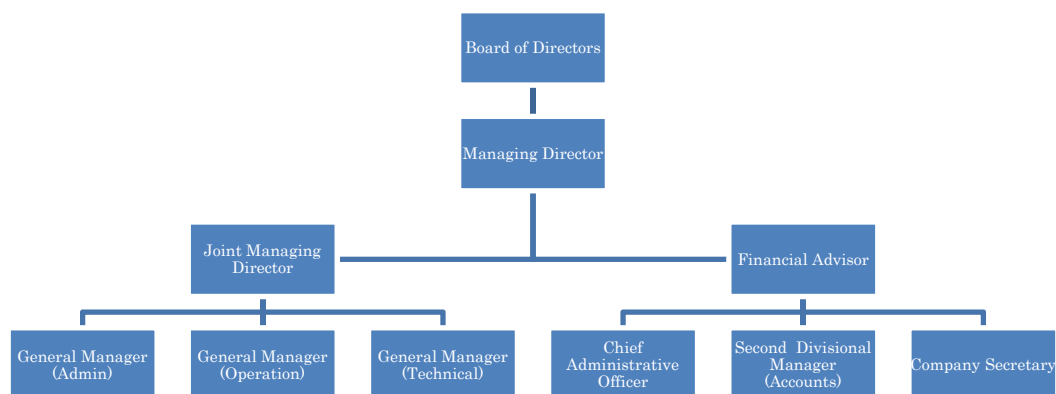 Board of Directors
Managing Director
Joint Managing
Director
Financial Advisor
General Manager
(Admin)
General Manager
(Operation)
General Manager
(Technical)
Chief
Administrative
Officer
Second Divisional
Manager
(Accounts)
Company Secretary